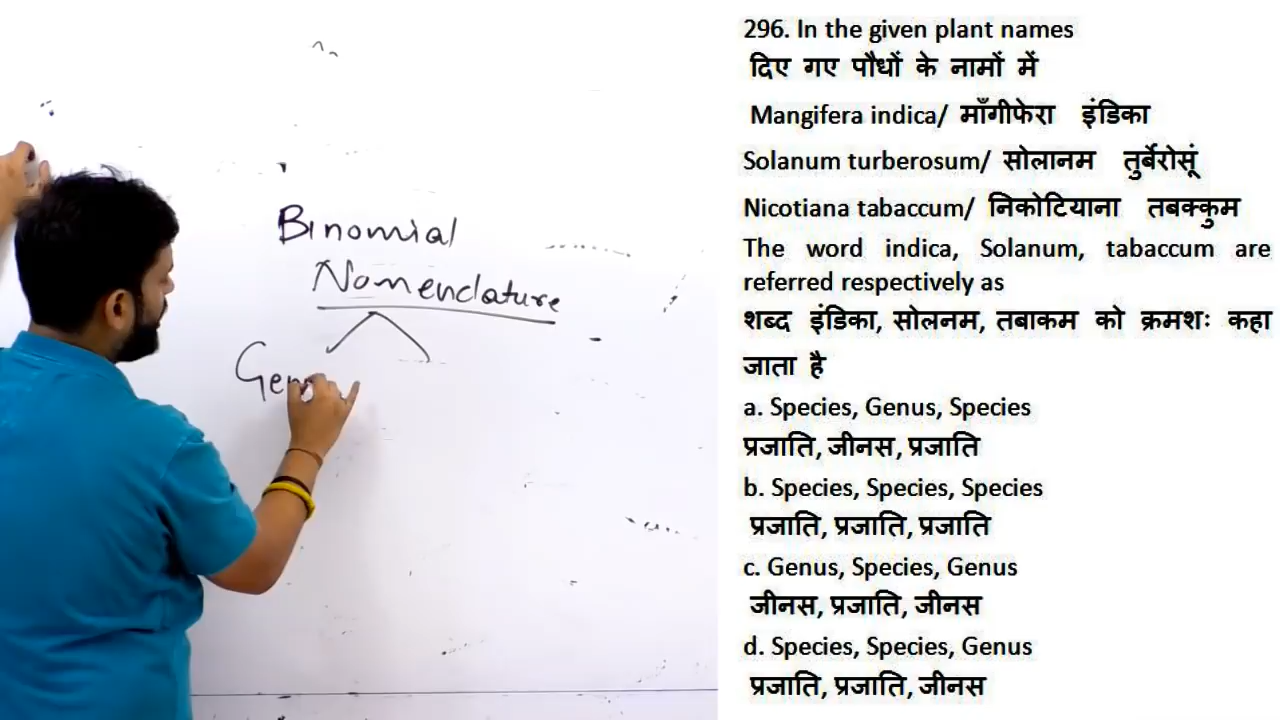 Binomial
Nomenclature
Gen
296. In the given plant names
दिए गए पौधों के नामों में
Mangifera indica/ माँगीफेरा इंडिका
Solanum turberosum/ सोलानम तुर्बेरोसूं
Nicotiana tabaccum/ निकोटियाना तबक्कुम
The word indica, Solanum, tabaccum are
referred respectively as
शब्द इंडिका, सोलनम, तबाकम को क्रमशः कहा
जाता है
a. Species, Genus, Species
प्रजाति, जीनस, प्रजाति
b. Species, Species, Species
प्रजाति, प्रजाति, प्रजाति
c. Genus, Species, Genus
जीनस, प्रजाति, जीनस
d. Species, Species, Genus
प्रजाति, प्रजाति, जीनस